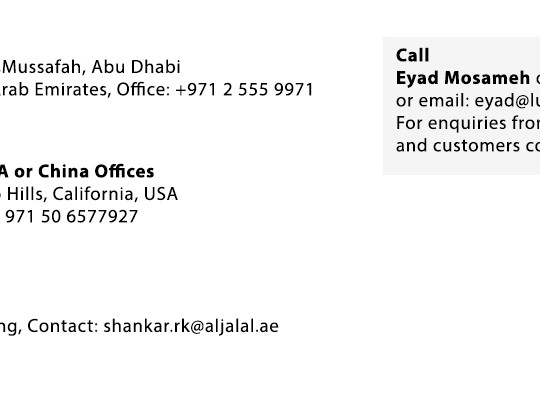 Mussafah, Abu Dhabi
rab Emirates, Office: +971 2 555 9971
A or China Offices
Hills, California, USA
971 50 6577927
ng, Contact: shankar.rk@aljalal.ae
Call
Eyad Mosameh
or email: eyad@lu
For enquiries from
and customers co